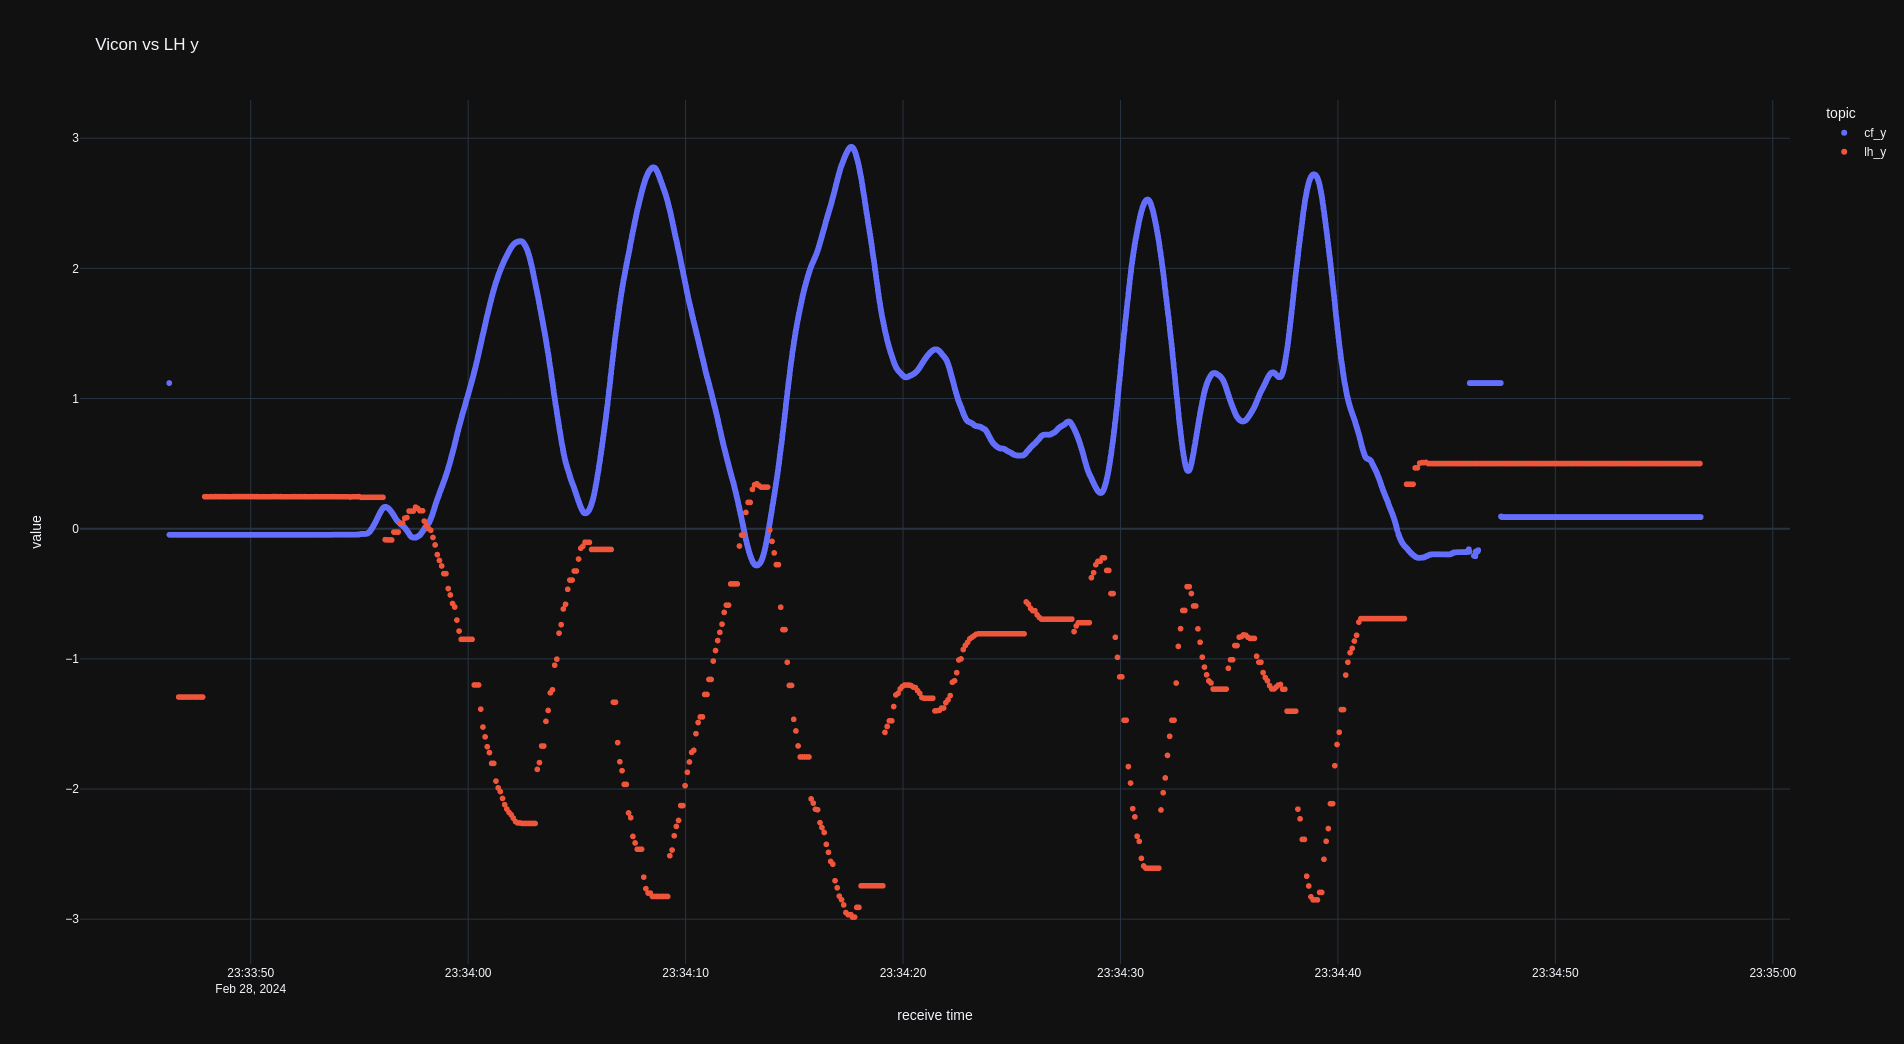 Vicon vs LH y
topic
cf_y
lh_y
value
3
2
1
0
−1
−2
−3
23:33:50
Feb 28, 2024
23:34:00
23:34:10
23:34:20
23:34:30
23:34:40
23:34:50
23:35:00
receive time